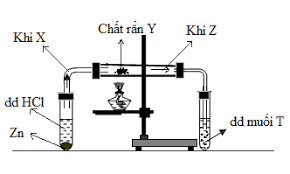 Chất rắn Y
Khí X
Khí Z
dd HCl
Zn
dd muối T